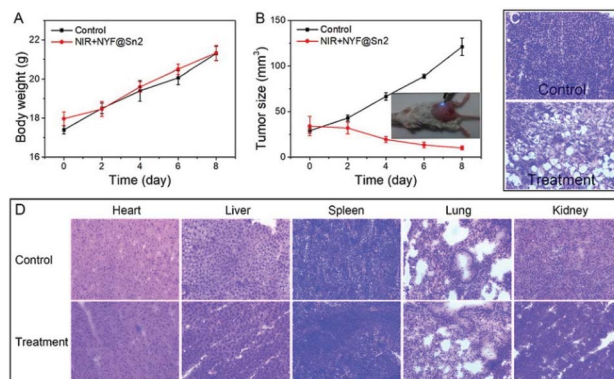 A
Body weight (g)
22
20
18
16
Control
NIR+NYF@Sn2
0 2 4 6 8
Time (day)
B
Tumor size (mm³)
150
100
50
0
Control
NIR+NYF@Sn2
0 2 4 6 8
Time (day)
C
Control
Treatment
D
Heart Liver Spleen Lung Kidney
Control
Treatment